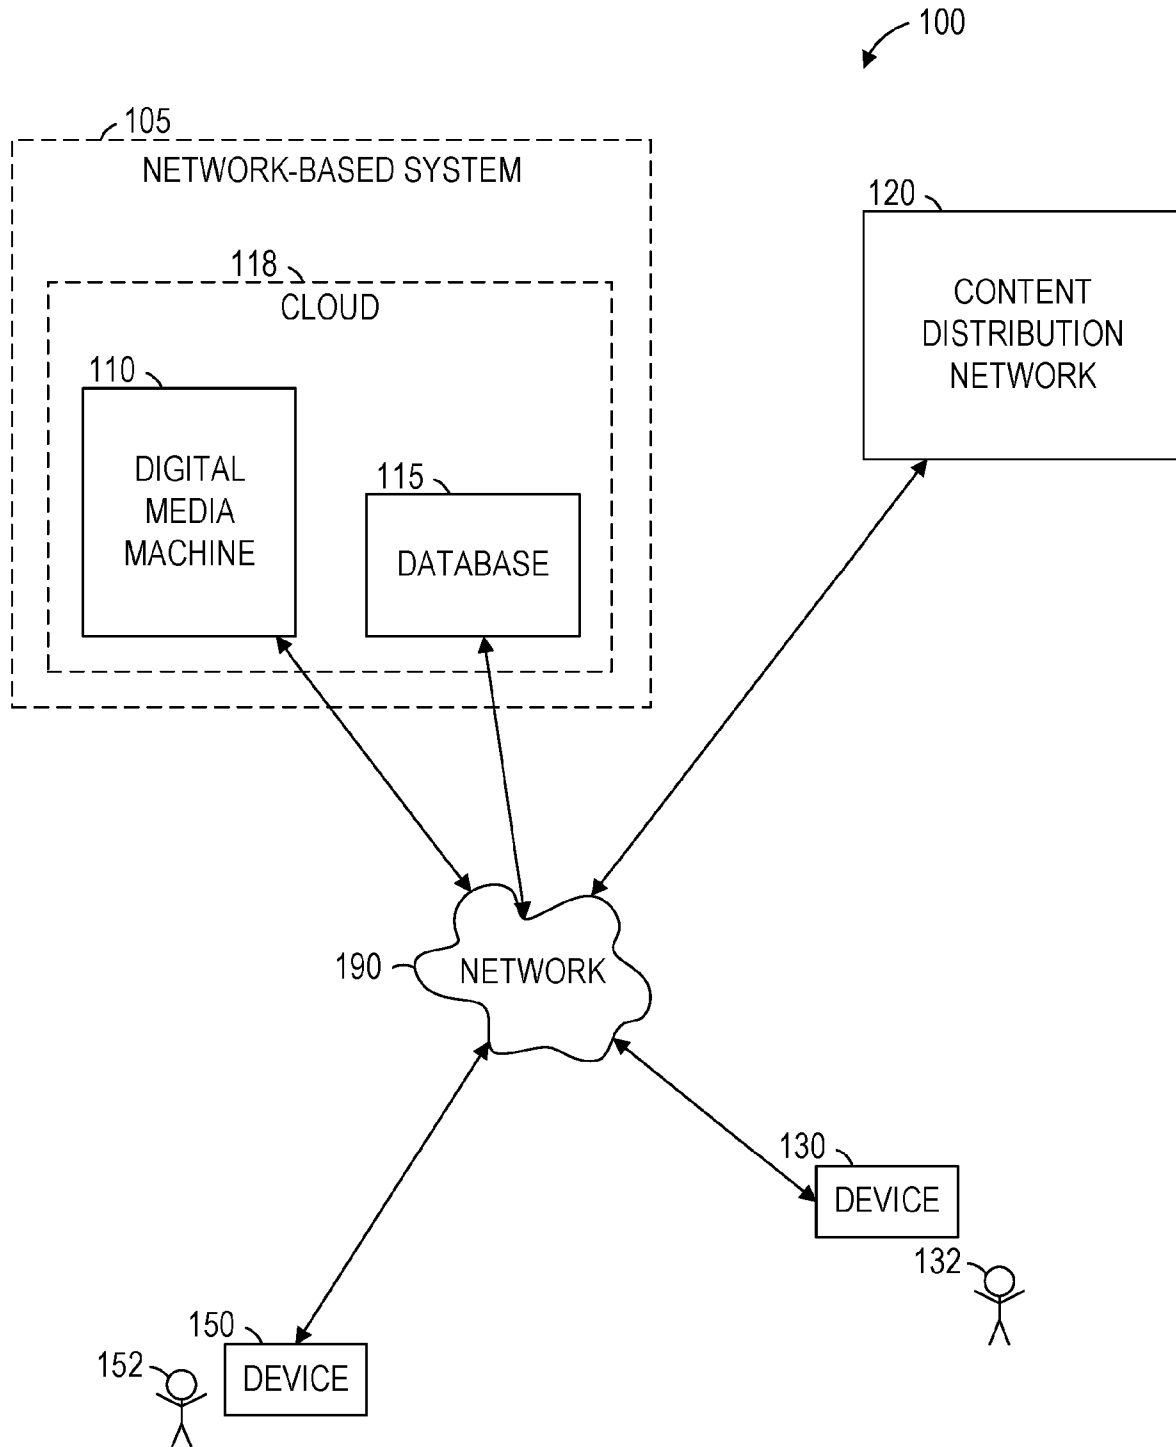 100
105
NETWORK-BASED SYSTEM
120
118
CLOUD
CONTENT
DISTRIBUTION
NETWORK
110
DIGITAL
MEDIA
MACHINE
115
DATABASE
190
NETWORK
130
DEVICE
132
150
DEVICE
152